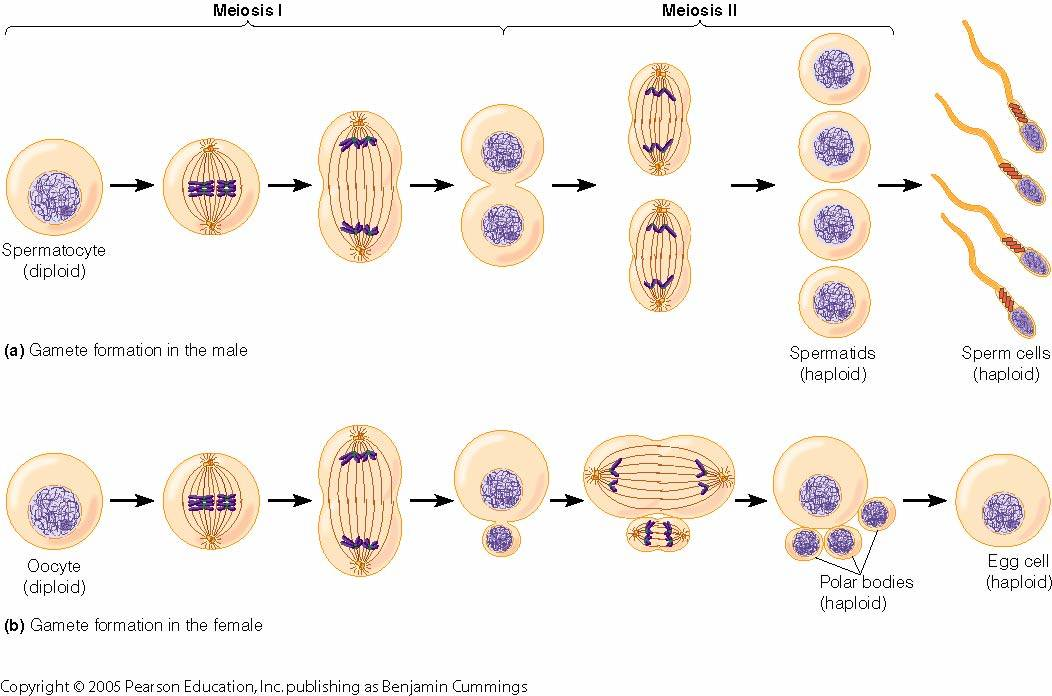 Meiosis I
Meiosis II
Spermatocyte
(diploid)
(a) Gamete formation in the male
Spermatids
(haploid)
Sperm cells
(haploid)
Oocyte
(diploid)
Polar bodies
(haploid)
Egg cell
(haploid)
(b) Gamete formation in the female
Copyright © 2005 Pearson Education, Inc. publishing as Benjamin Cummings